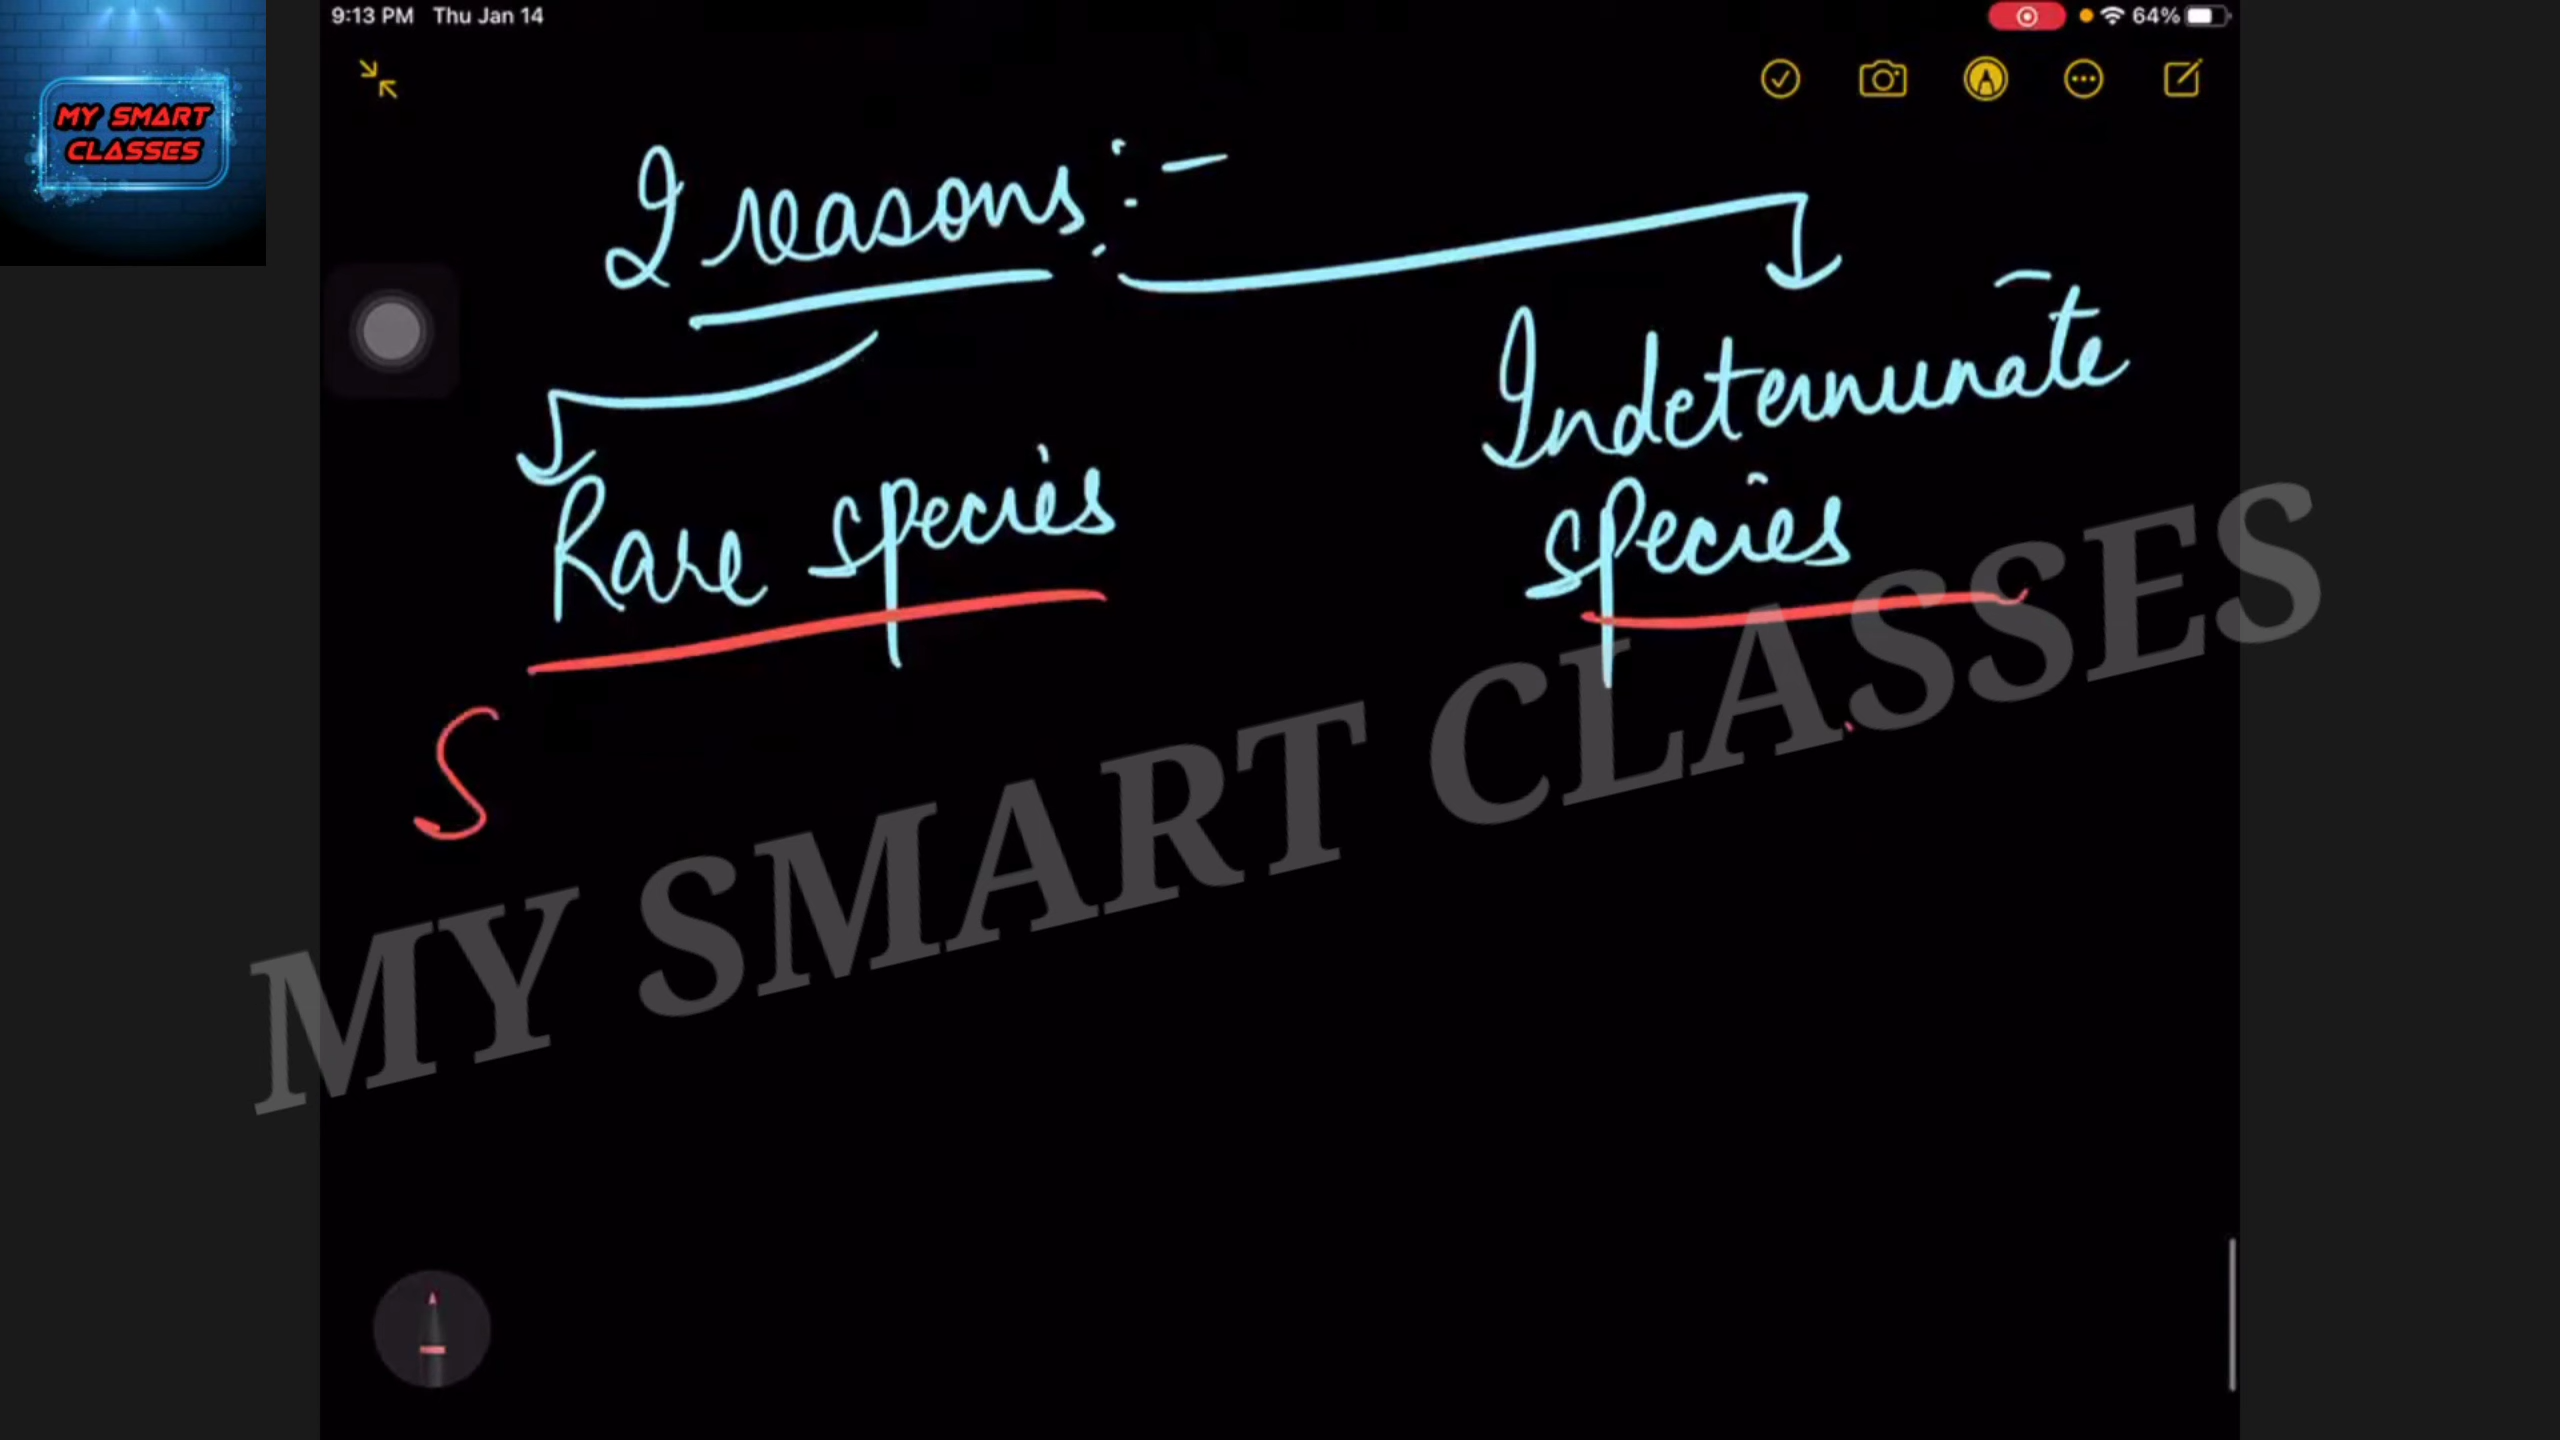 9:13 PM Thu Jan 14
64%
MY SMART
CLASSES
2 reasons :-
Rare species
Indeterminate
species
S
MY SMART CLASSES